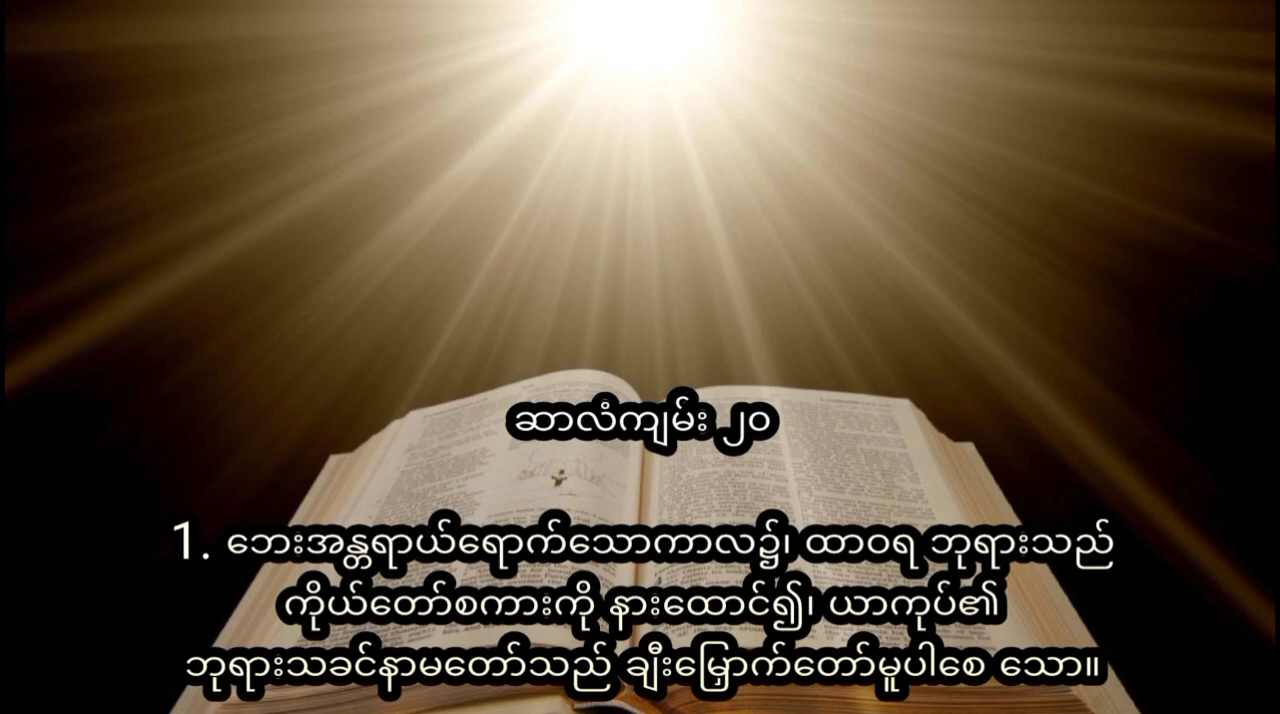 ဆာလံကျမ်း ၂၀
1. ဘေးအန္တရာယ်ရောက်သောကာလ၌၊ ထာဝရ ဘုရားသည်
ကိုယ်တော်စကားကို နားထောင်၍၊ ယာကုပ်၏
ဘုရားသခင်နာမတော်သည် ချီးမြှောက်တော်မူပါစေ သော။